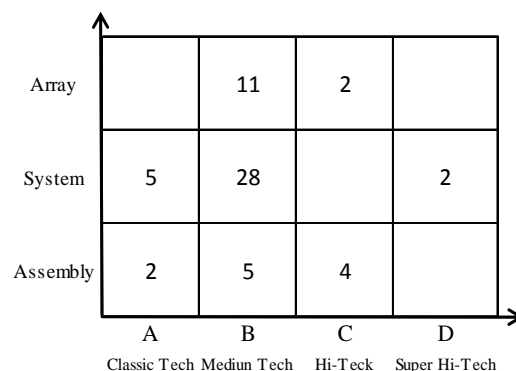 Array 11 2
System 5 28 2
Assembly 2 5 4
A B C D
Classic Tech Mediun Tech Hi-Teck Super Hi-Tech